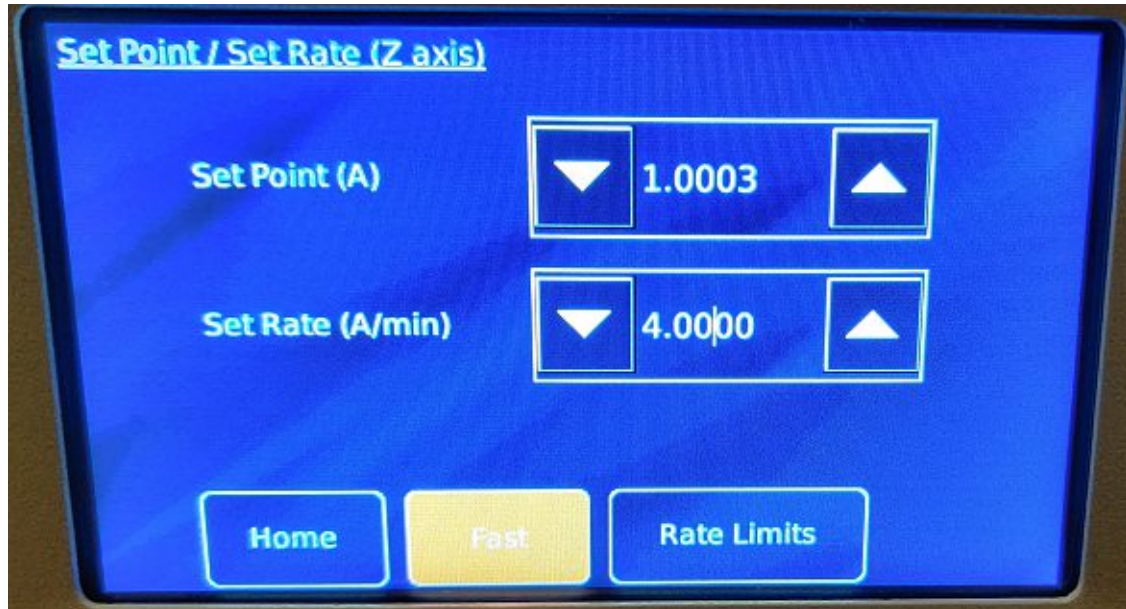 Set Point / Set Rate (Z axis)
Set Point (A)
1.0003
Set Rate (A/min)
4.0000
Home
Fast
Rate Limits